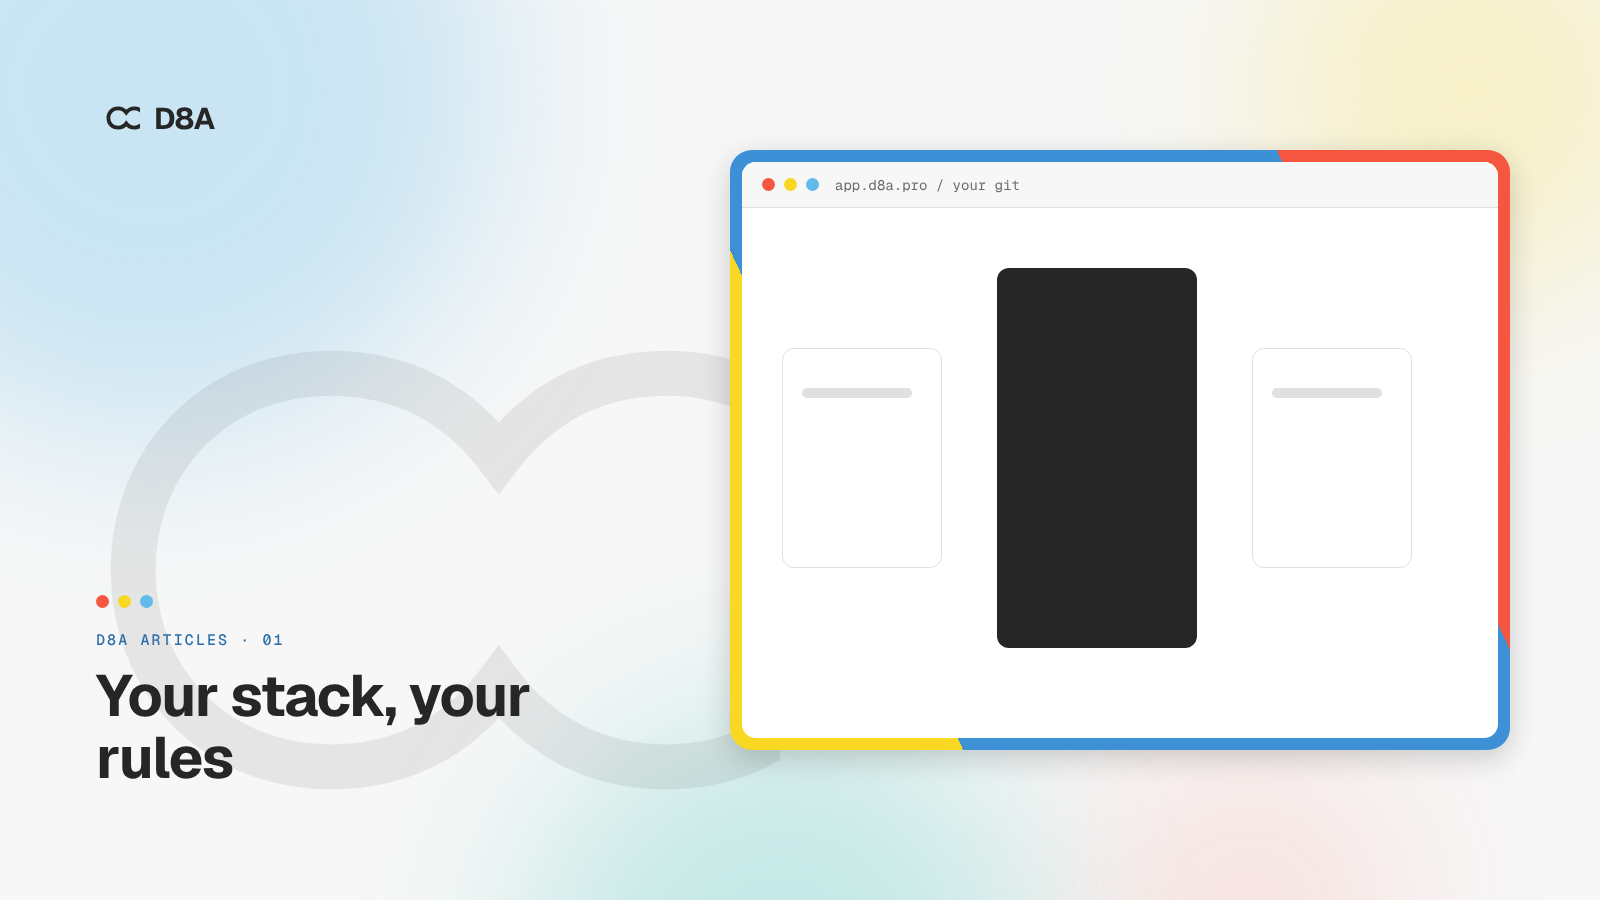 D8A
app.d8a.pro / your git
D8A ARTICLES · 01
Your stack, your
rules